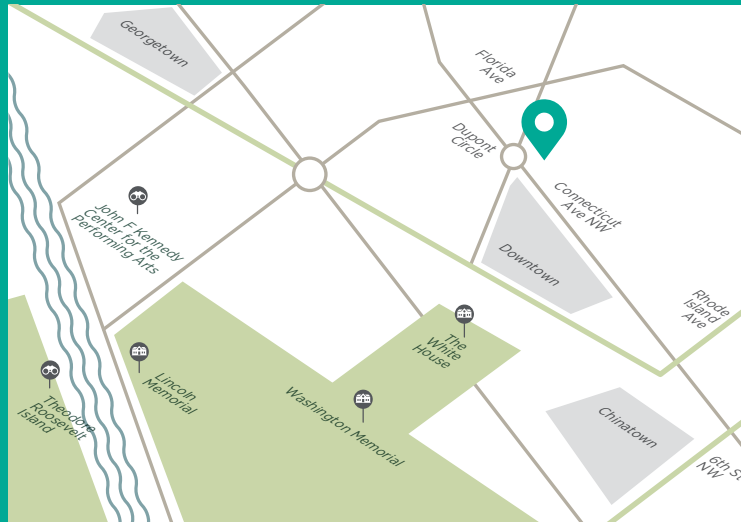 Georgetown
Florida
Ave
Dupont
Circle
Connecticut
Ave NW
John F Kennedy
Center for the
Performing Arts
Downtown
Rhode
Island
Ave
The
White
House
Lincoln
Memorial
Washington Memorial
Theodore
Roosevelt
Island
Chinatown
6th St
NW